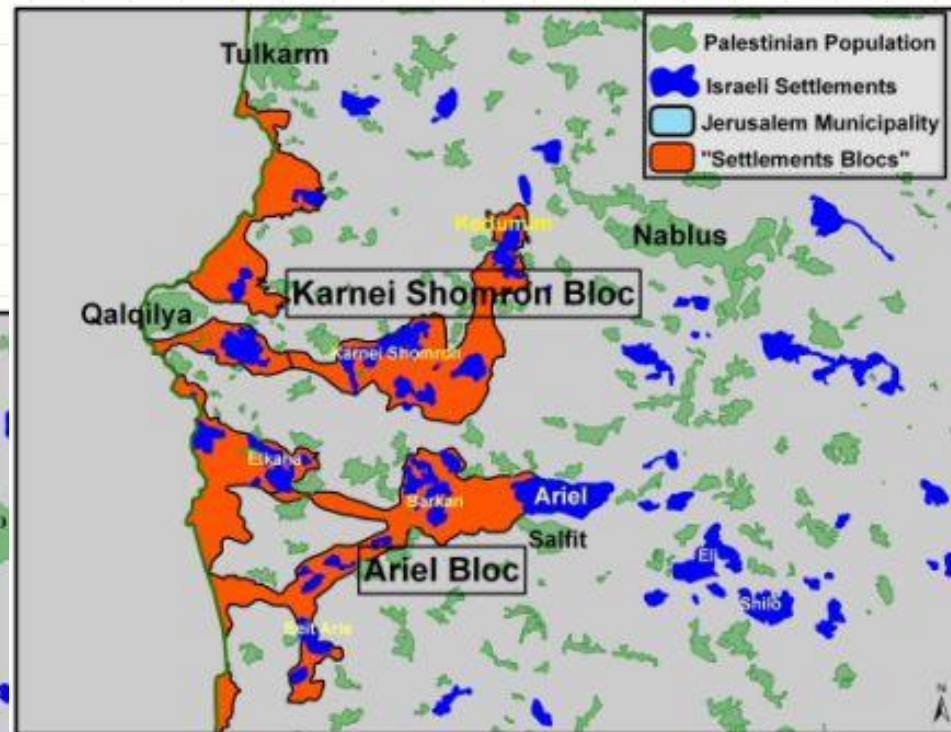 Tulkarm
Palestinian Population
Israeli Settlements
Jerusalem Municipality
"Settlements Blocs"
Kedumim
Nablus
Karnei Shomron Bloc
Qalqilya
Karnei Shomron
Elkana
Barkan
Ariel
Salfit
Ariel Bloc
Eli
Shilo
Beit Arie
N